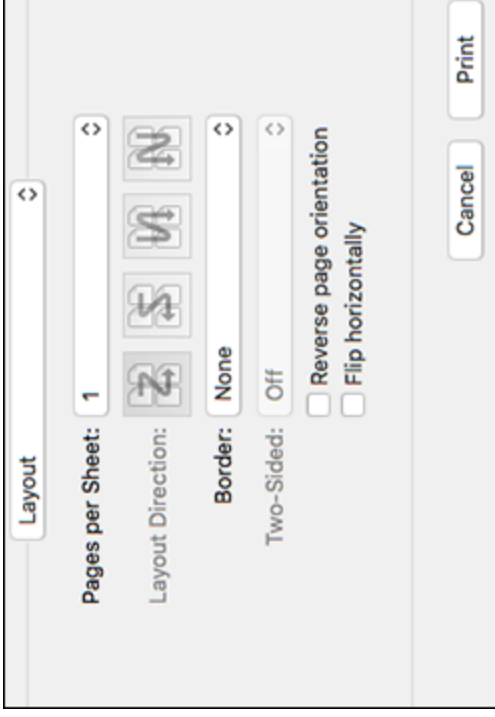 Layout
Pages per Sheet: 1
Layout Direction:
Border: None
Two-Sided: Off
Reverse page orientation
Flip horizontally
Cancel Print